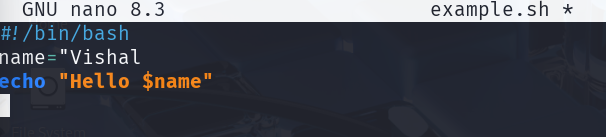 GNU nano 8.3 example.sh *
#!/bin/bash
name="Vishal
echo "Hello $name"